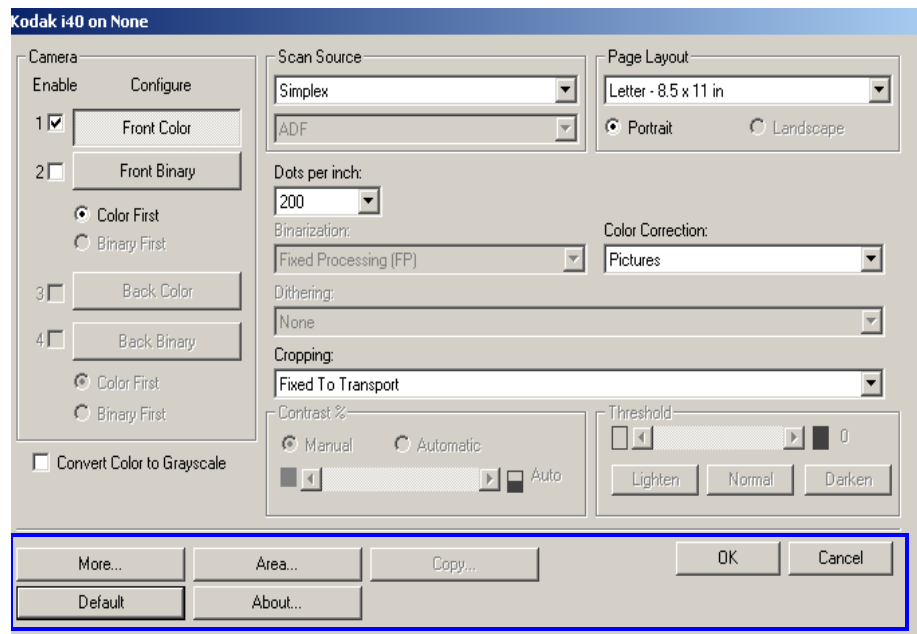 Kodak i40 on None
Camera
Enable Configure
1 Front Color
2 Front Binary
Color First
Binary First
3 Back Color
4 Back Binary
Color First
Binary First
Convert Color to Grayscale
Scan Source
Simplex
ADF
Page Layout
Letter - 8.5 x 11 in
Portrait Landscape
Dots per inch:
200
Binarization:
Fixed Processing (FP)
Color Correction:
Pictures
Dithering:
None
Cropping:
Fixed To Transport
Contrast %
Manual Automatic
Auto
Threshold
0
Lighten Normal Darken
More... Area... Copy... OK Cancel
Default About...